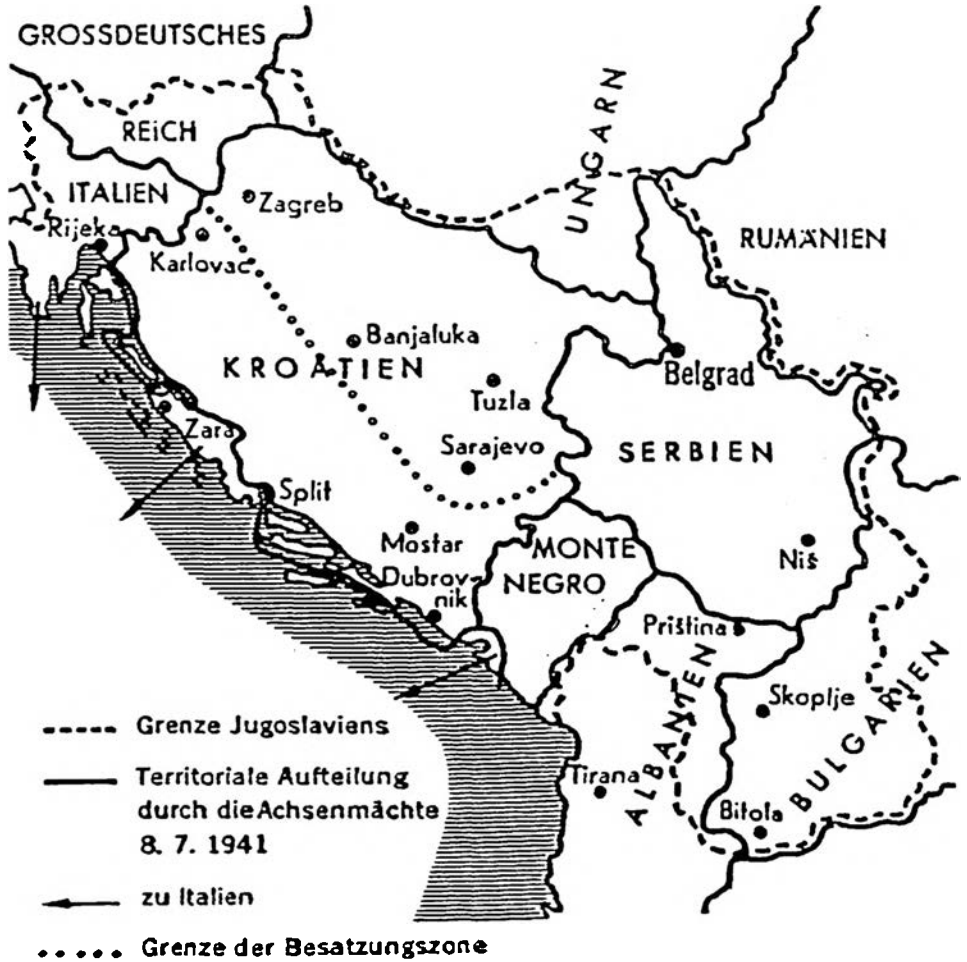 GROSSDEUTSCHES
REiCH
ITALIEN
Rijeka
Zagreb
Karlovac
UNGARN
RUMÄNIEN
Banjaluka
KROATIEN
Tuzla
Belgrad
Zara
Sarajevo
SERBIEN
Split
Mostar
MONTE
NEGRO
Niš
Dubrov-
nik
Priština
ALBANIEN
Skoplje
BULGARIEN
Tirana
Bitola
Grenze Jugoslaviens
Territoriale Aufteilung
durch die Achsenmächte
8. 7. 1941
zu Italien
Grenze der Besatzungszone